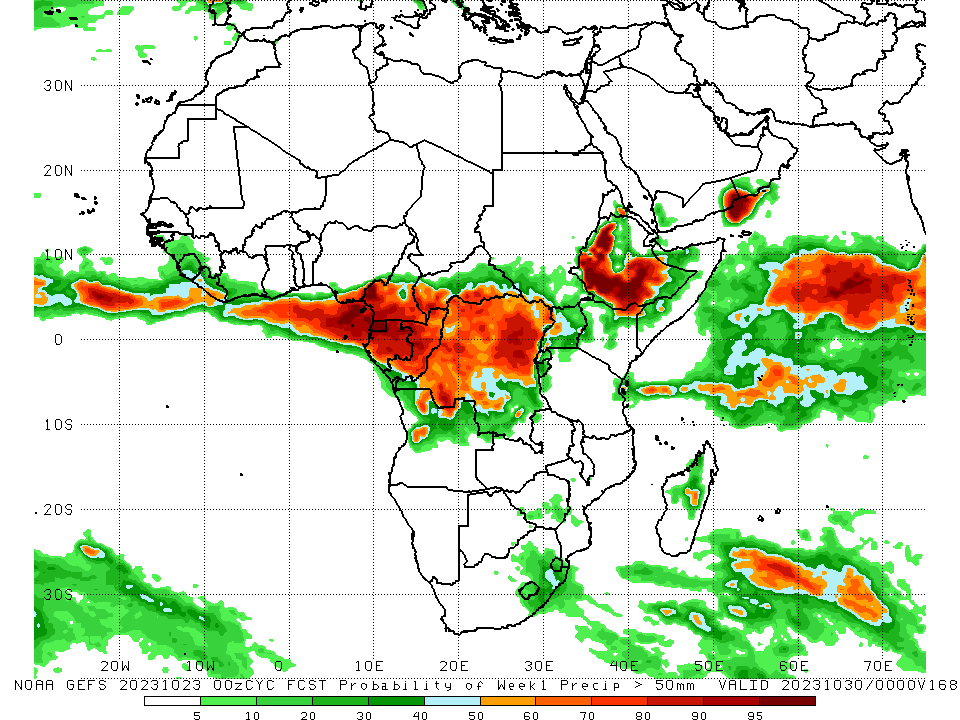 30N
20N
10N
0
10S
20S
30S
20W 10W 0 10E 20E 30E 40E 50E 60E 70E
NOAA GEFS 20231023 00zCYC FCST Probability of Week1 Precip > 50mm VALID 20231030/0000V168
5 10 20 30 40 50 60 70 80 90 95